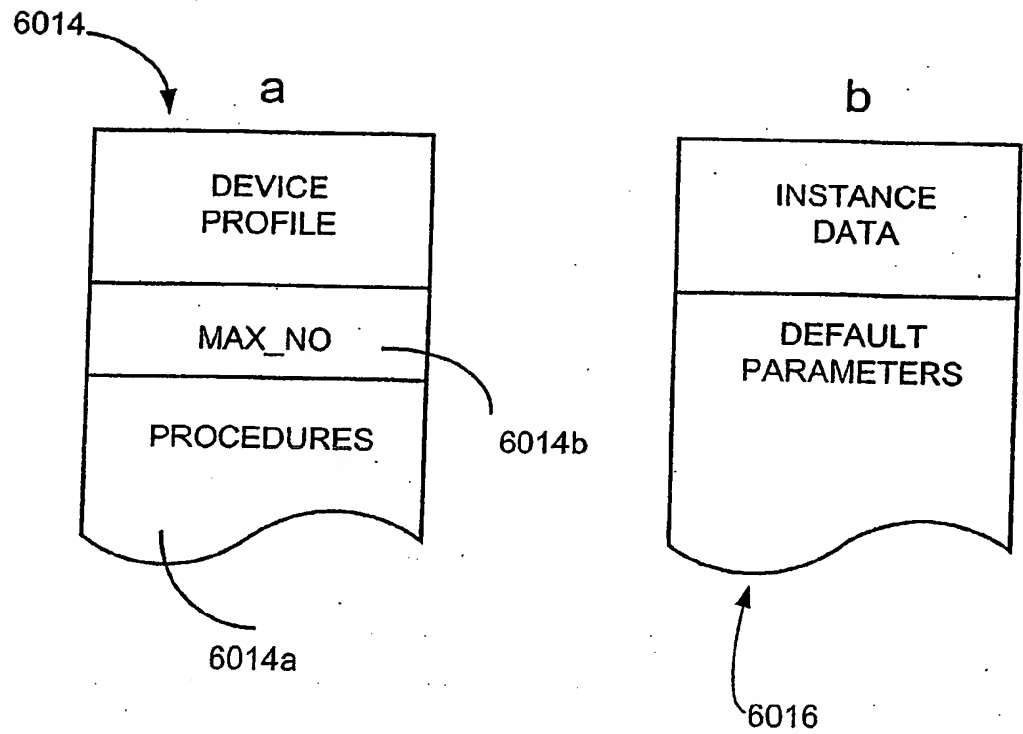 6014
a
b
DEVICE
PROFILE
INSTANCE
DATA
MAX_NO
DEFAULT
PARAMETERS
PROCEDURES
6014b
6014a
6016